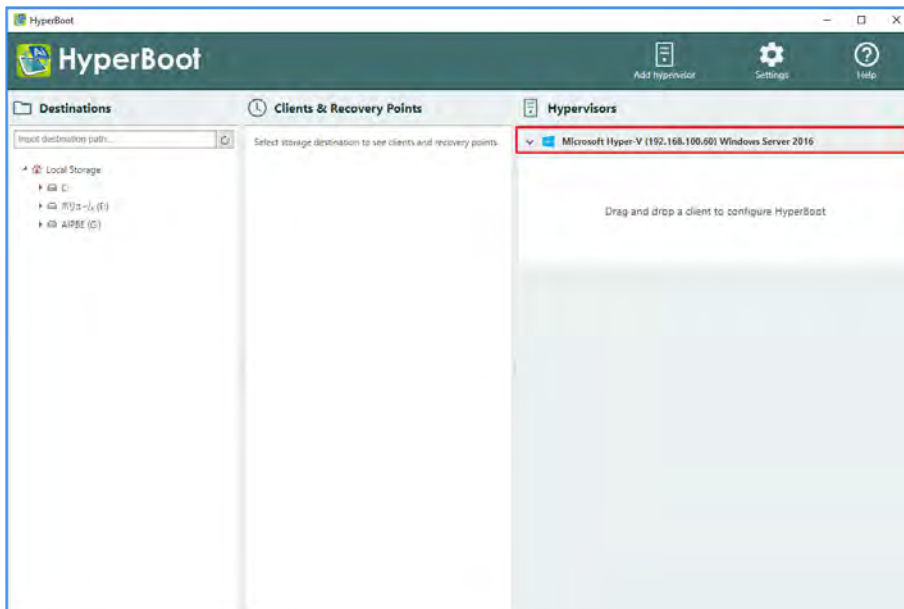 HyperBoot
HyperBoot
Add hypervisor
Settings
Help
Destinations
Input destination path...
Local Storage
C:
ボリューム (E:)
AIPBE (G:)
Clients & Recovery Points
Select storage destination to see clients and recovery points.
Hypervisors
Microsoft Hyper-V (192.168.100.60) Windows Server 2016
Drag and drop a client to configure HyperBoot